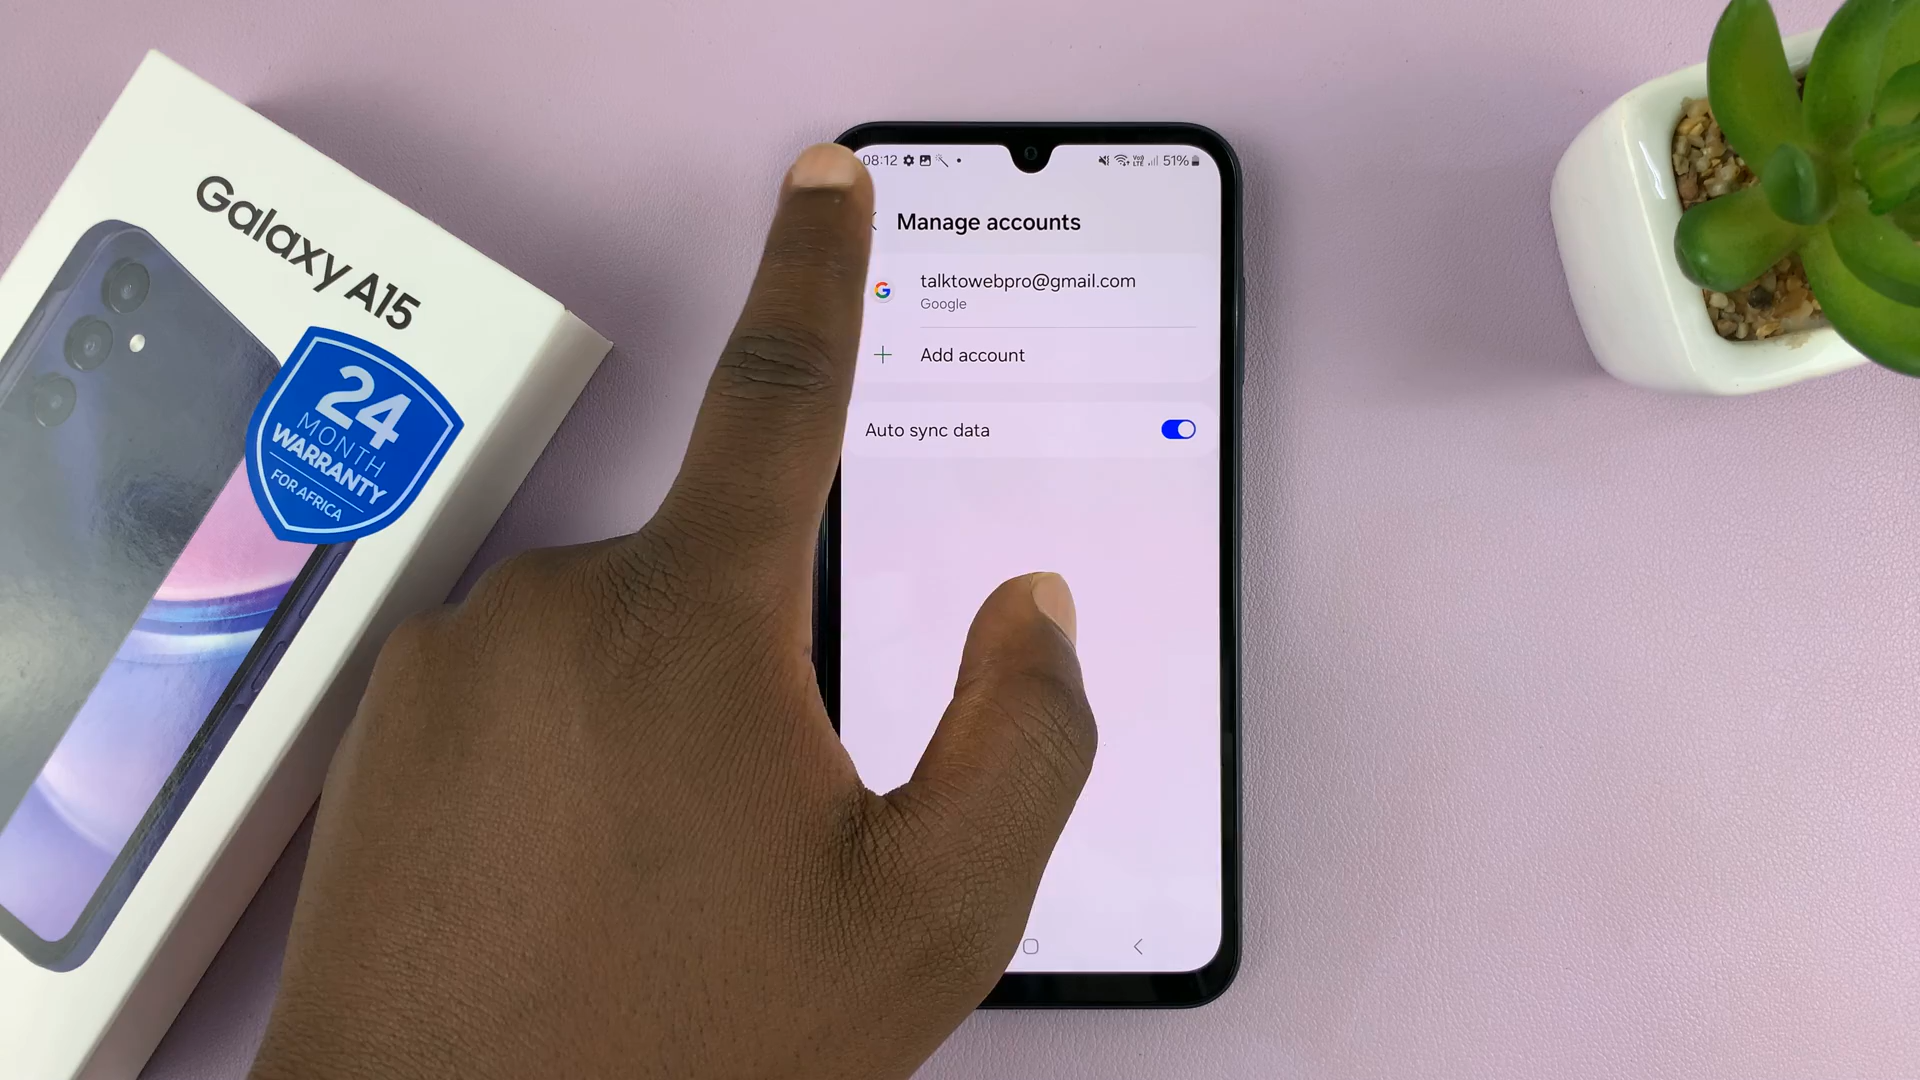 Galaxy A15
24
MONTH
WARRANTY
FOR AFRICA
08:12
51%
Manage accounts
talktowebpro@gmail.com
Google
Add account
Auto sync data